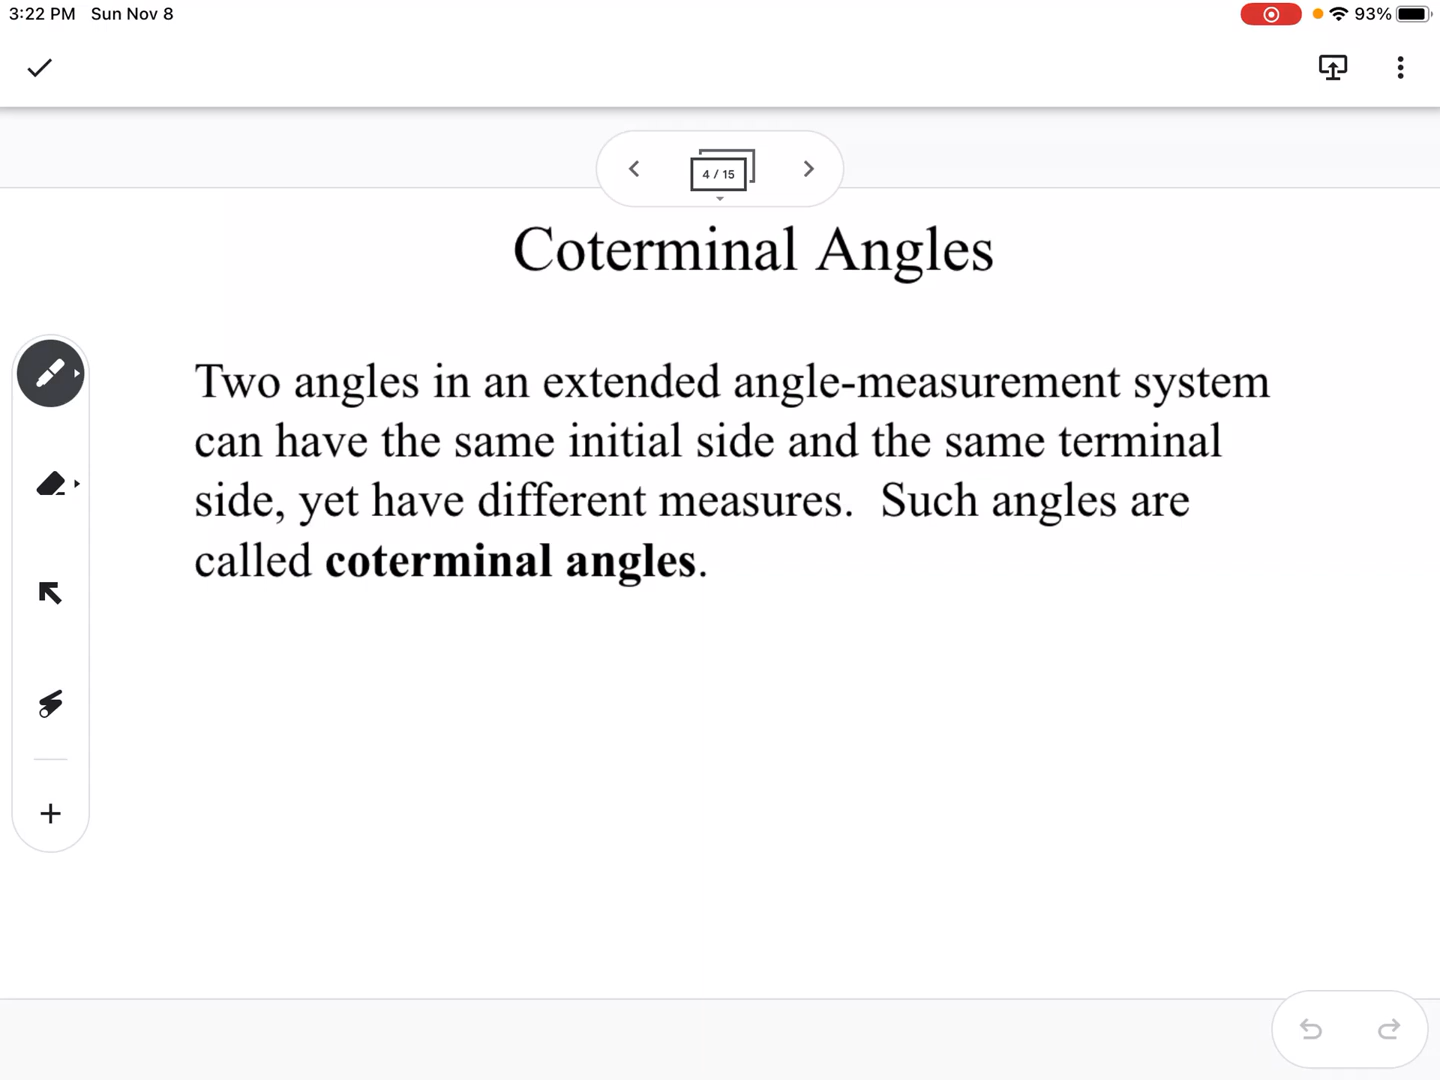 3:22 PM Sun Nov 8
93%
4 / 15
Coterminal Angles
Two angles in an extended angle-measurement system
can have the same initial side and the same terminal
side, yet have different measures. Such angles are
called coterminal angles.